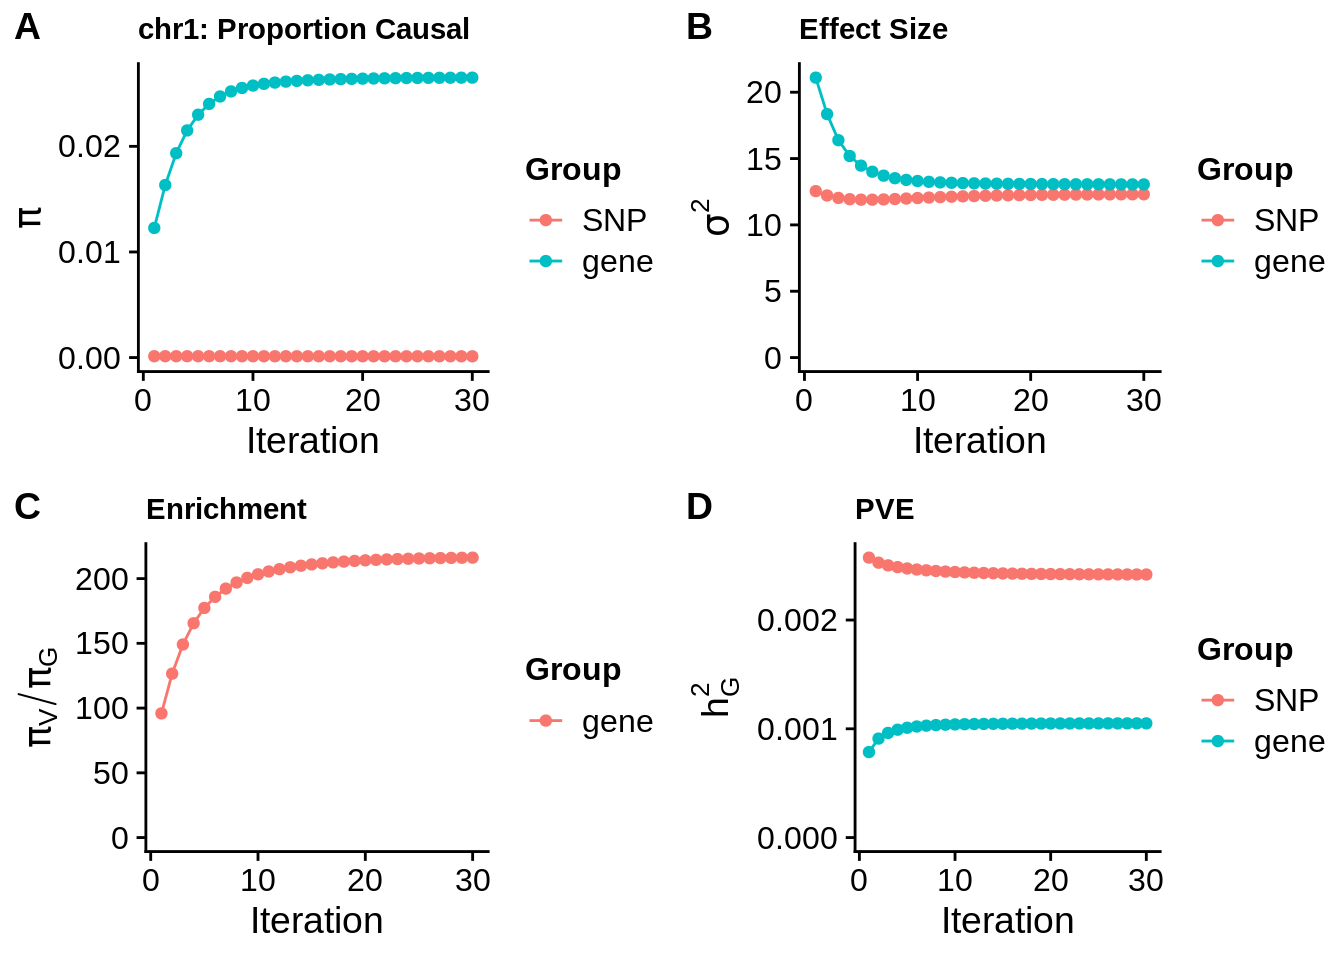 A
chr1: Proportion Causal
π
0.02
0.01
0.00
0 10 20 30
Iteration
Group
SNP
gene
B
Effect Size
σ²
20
15
10
5
0
0 10 20 30
Iteration
Group
SNP
gene
C
Enrichment
πV/πG
200
150
100
50
0
0 10 20 30
Iteration
Group
gene
D
PVE
h²G
0.002
0.001
0.000
0 10 20 30
Iteration
Group
SNP
gene